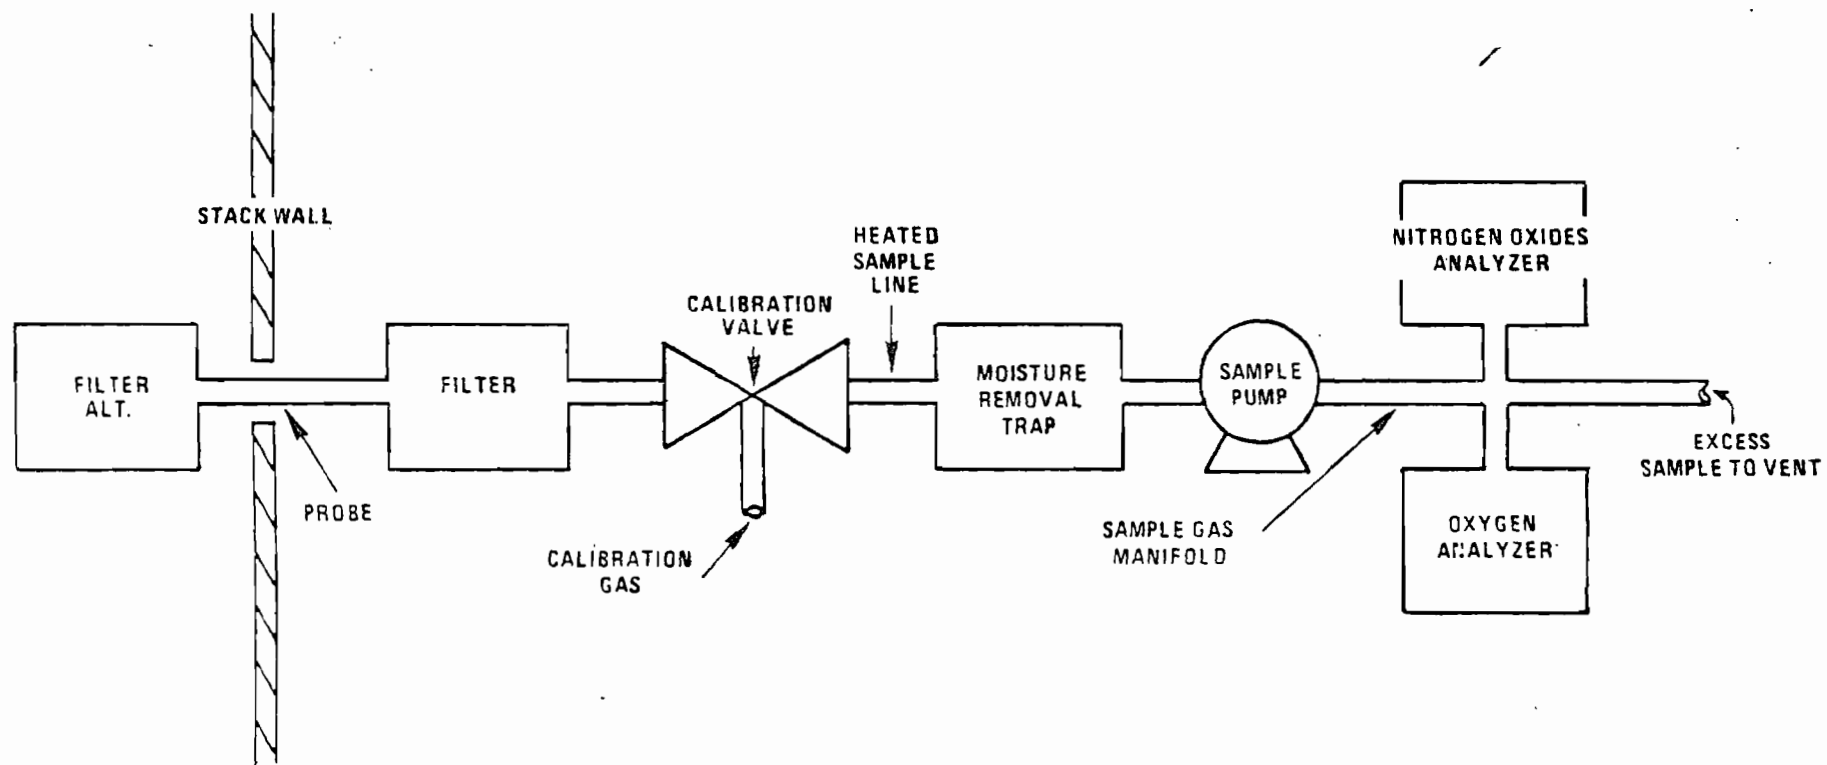 STACK WALL
FILTER
ALT.
PROBE
FILTER
CALIBRATION
VALVE
CALIBRATION
GAS
HEATED
SAMPLE
LINE
MOISTURE
REMOVAL
TRAP
SAMPLE
PUMP
SAMPLE GAS
MANIFOLD
NITROGEN OXIDES
ANALYZER
OXYGEN
ANALYZER
EXCESS
SAMPLE TO VENT